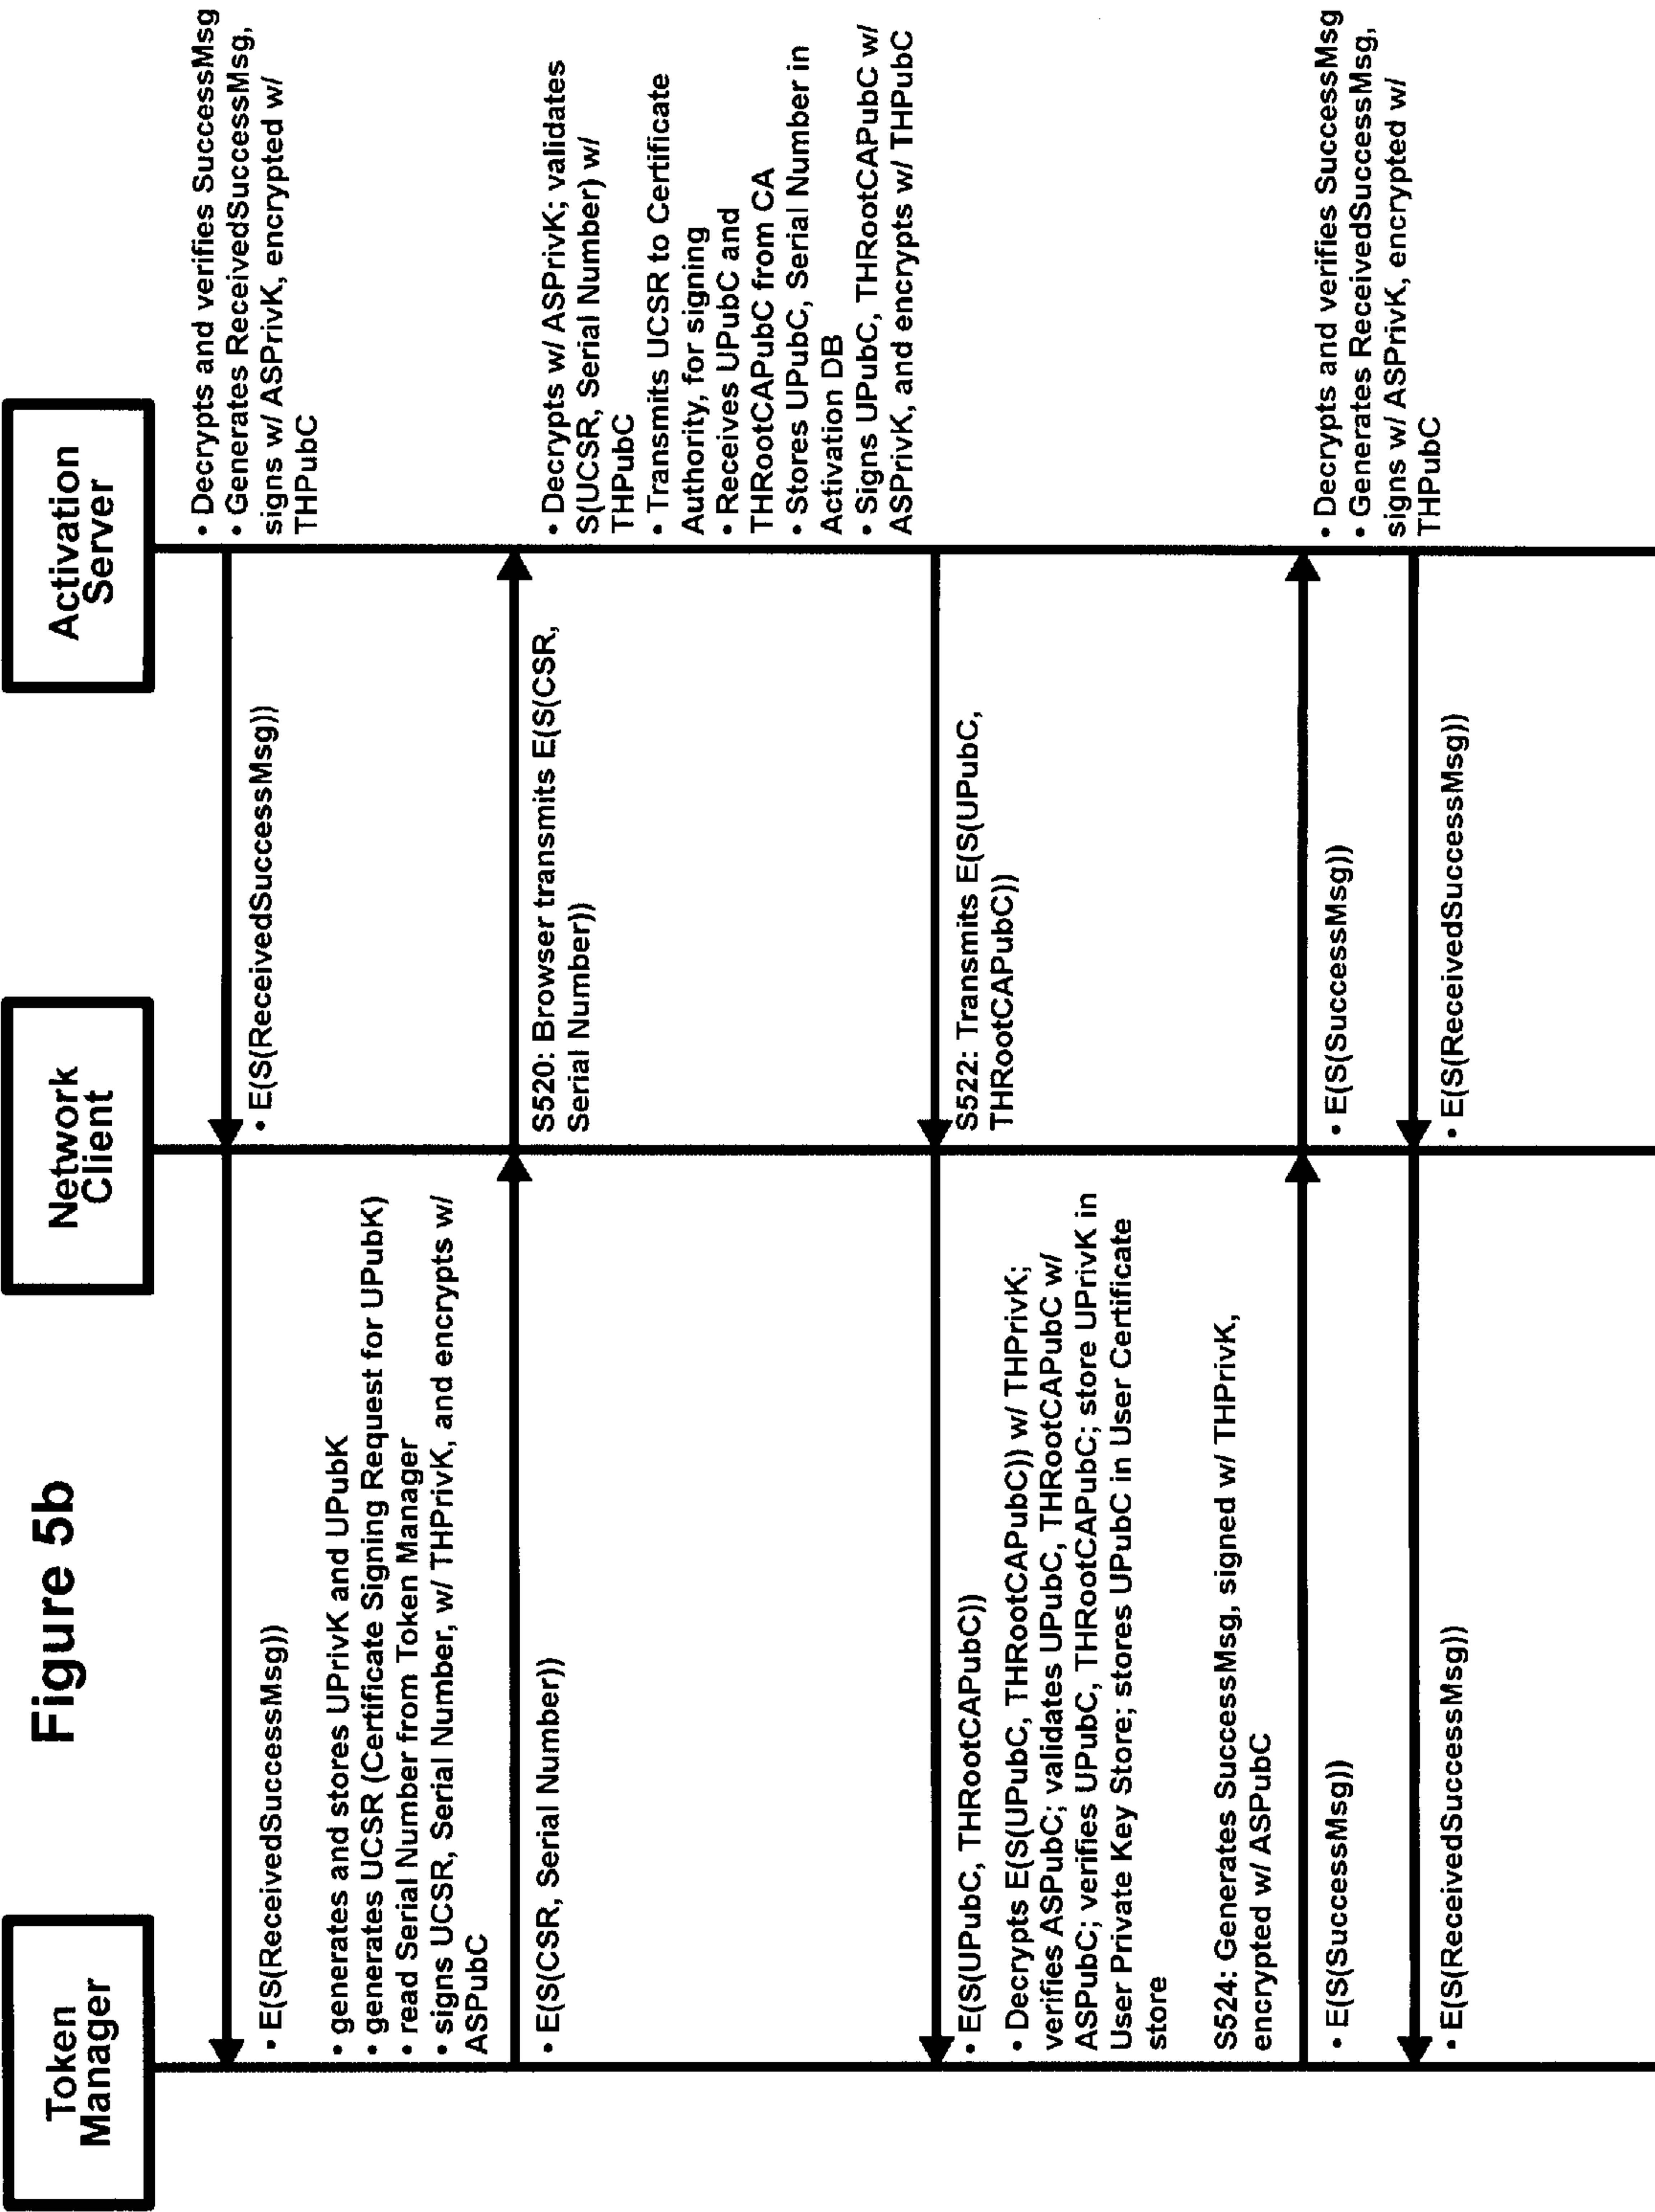 Figure 5b
Token
Manager
Network
Client
Activation
Server
• Decrypts and verifies SuccessMsg
• Generates ReceivedSuccessMsg,
signs w/ ASPrivK, encrypted w/
THPubC
• E(S(ReceivedSuccessMsg))
• E(S(ReceivedSuccessMsg))
• generates and stores UPrivK and UPubK
• generates UCSR (Certificate Signing Request for UPubK)
• read Serial Number from Token Manager
• signs UCSR, Serial Number, w/ THPrivK, and encrypts w/
ASPubC
• E(S(CSR, Serial Number))
S520: Browser transmits E(S(CSR,
Serial Number))
• Decrypts w/ ASPrivK; validates
S(UCSR, Serial Number) w/
THPubC
• Transmits UCSR to Certificate
Authority, for signing
• Receives UPubC and
THRootCAPubC from CA
• Stores UPubC, Serial Number in
Activation DB
• Signs UPubC, THRootCAPubC w/
ASPrivK, and encrypts w/ THPubC
S522: Transmits E(S(UPubC,
THRootCAPubC))
• E(S(UPubC, THRootCAPubC))
• Decrypts E(S(UPubC, THRootCAPubC)) w/ THPrivK;
verifies ASPubC; validates UPubC, THRootCAPubC w/
ASPubC; verifies UPubC, THRootCAPubC; store UPrivK in
User Private Key Store; stores UPubC in User Certificate
store
S524: Generates SuccessMsg, signed w/ THPrivK,
encrypted w/ ASPubC
• E(S(SuccessMsg))
• E(S(SuccessMsg))
• Decrypts and verifies SuccessMsg
• Generates ReceivedSuccessMsg,
signs w/ ASPrivK, encrypted w/
THPubC
• E(S(ReceivedSuccessMsg))
• E(S(ReceivedSuccessMsg))